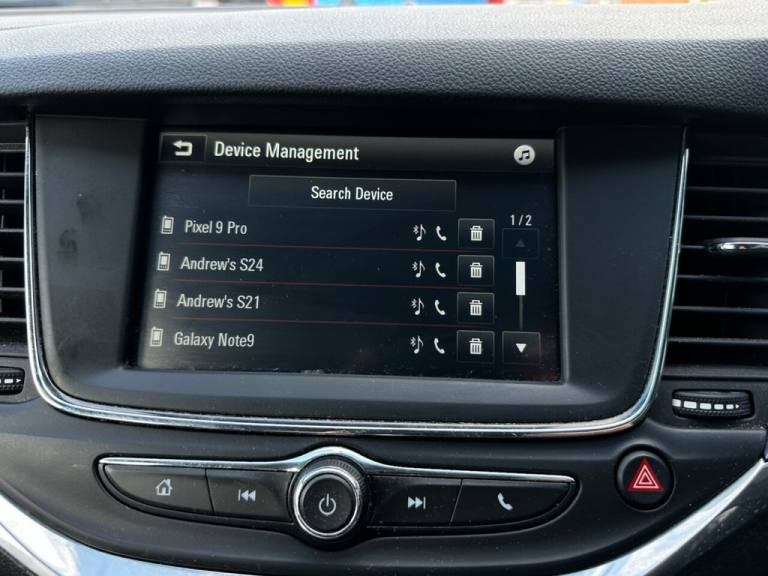 Device Management
Search Device
1/2
Pixel 9 Pro
Andrew's S24
Andrew's S21
Galaxy Note9